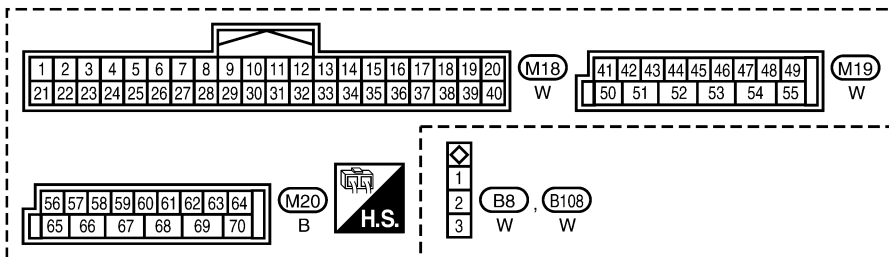 1 2 3 4 5 6 7 8 9 10 11 12 13 14 15 16 17 18 19 20
21 22 23 24 25 26 27 28 29 30 31 32 33 34 35 36 37 38 39 40
M18
W
41 42 43 44 45 46 47 48 49
50 51 52 53 54 55
M19
W
56 57 58 59 60 61 62 63 64
65 66 67 68 69 70
M20
B
H.S.
1
2
3
B8 , B108
W W